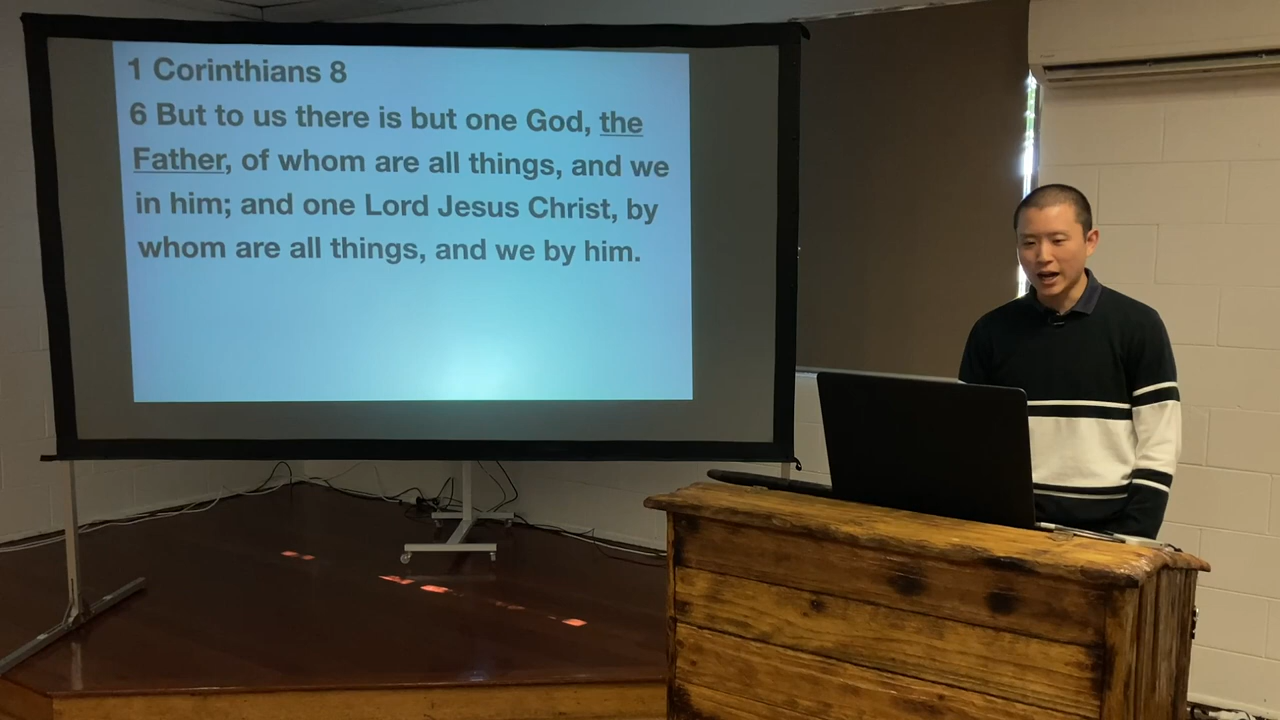 1 Corinthians 8
6 But to us there is but one God, the
Father, of whom are all things, and we
in him; and one Lord Jesus Christ, by
whom are all things, and we by him.